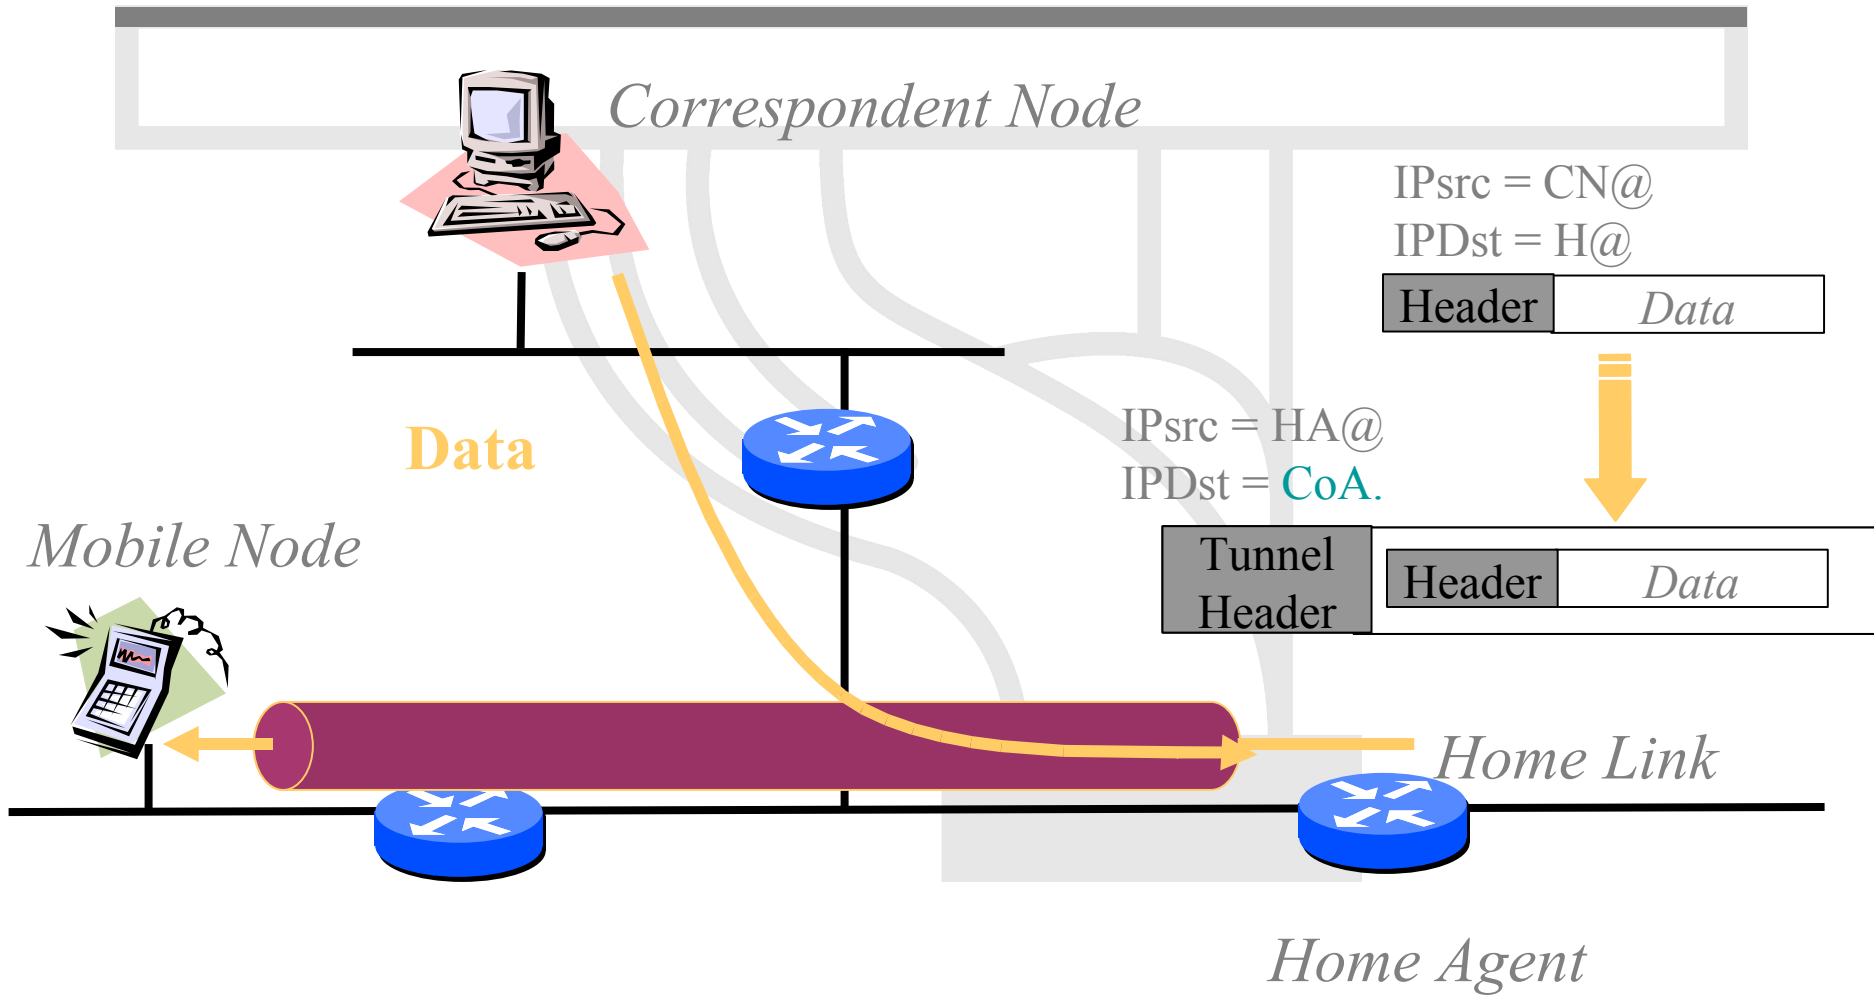 Correspondent Node
IPsrc = CN@
IPDst = H@
Header Data
Data
IPsrc = HA@
IPDst = CoA.
Mobile Node
Tunnel
Header
Header Data
Home Link
Home Agent